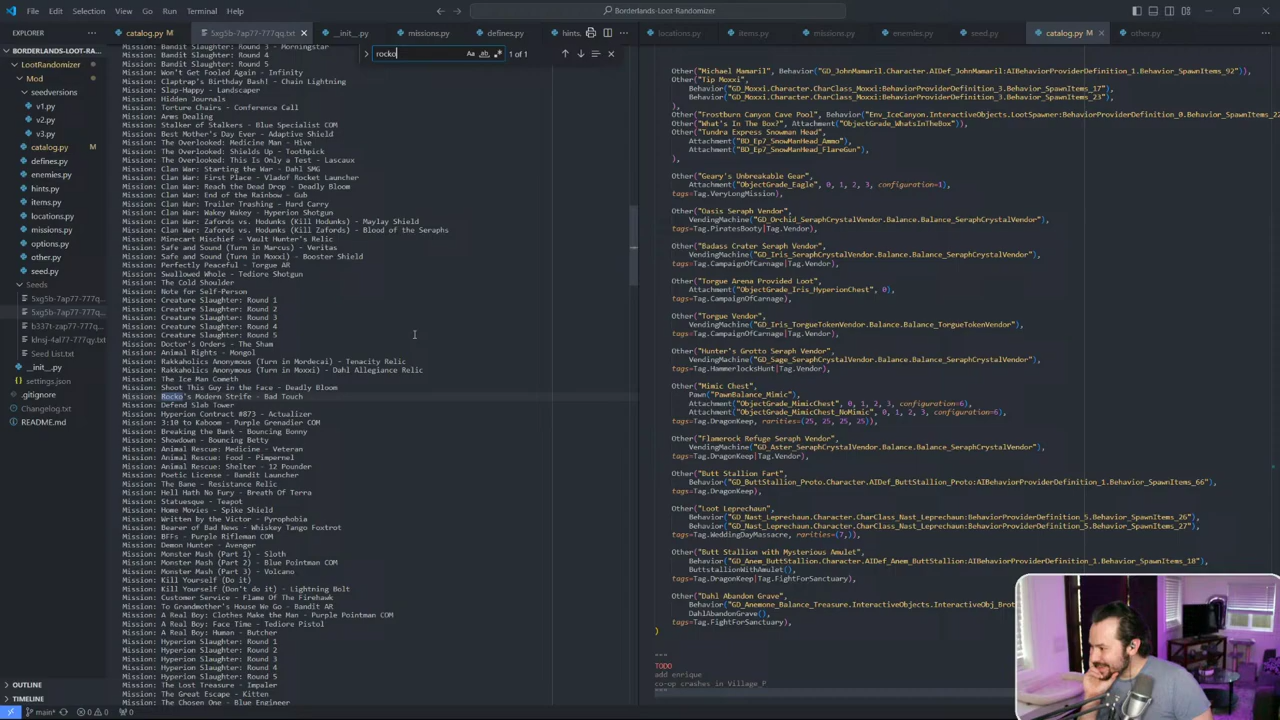 File Edit Selection View Go Run Terminal Help
Borderlands-Loot-Randomizer
EXPLORER
catalog.py M
5xg5b-7ap77-777qq.txt
__init__.py
missions.py
defines.py
hints.
locations.py
items.py
missions.py
enemies.py
catalog.py M
other.py
BORDERLANDS-LOOT-RA...
LootRandomizer
Mod
seedversions
v1.py
v2.py
v3.py
catalog.py M
defines.py
enemies.py
hints.py
items.py
locations.py
missions.py
options.py
other.py
seed.py
Seeds
5xg5b-7ap77-777q...
5xg5b-7ap77-777q...
b337t-7ap77-777q...
Seed List.txt
__init__.py
settings.json
.gitignore
Changelog.txt
README.md
OUTLINE
TIMELINE
main*
0 0
0
rocko
1 of 1
Mission: Bandit Slaughter: Round 3 - Morningstar
Mission: Bandit Slaughter: Round 4
Mission: Bandit Slaughter: Round 5
Mission: Won't Get Fooled Again - Infinity
Mission: Claptrap's Birthday Bash! - Chain Lightning
Mission: Slap-Happy - Landscaper
Mission: Hidden Journals
Mission: Torture Chairs - Conference Call
Mission: Arms Dealing
Mission: Stalker of Stalkers - Blue Specialist COM
Mission: Best Mother's Day Ever - Adaptive Shield
Mission: The Overlooked: Medicine Man - Hive
Mission: The Overlooked: Shields Up - Toothpick
Mission: The Overlooked: This Is Only a Test - Lascaux
Mission: Clan War: Starting the War - Dahl SMG
Mission: Clan War: First Place - Vladof Rocket Launcher
Mission: Clan War: Reach the Dead Drop - Deadly Bloom
Mission: Clan War: End of the Rainbow - Gub
Mission: Clan War: Trailer Trashing - Hard Carry
Mission: Clan War: Wakey Wakey - Hyperion Shotgun
Mission: Clan War: Zafords vs. Hodunks (Kill Hodunks) - Maylay Shield
Mission: Clan War: Zafords vs. Hodunks (Kill Zafords) - Blood of the Seraphs
Mission: Minecart Mischief - Vault Hunter's Relic
Mission: Safe and Sound (Turn in Marcus) - Veritas
Mission: Safe and Sound (Turn in Moxxi) - Booster Shield
Mission: Perfectly Peaceful - Torgue AR
Mission: Swallowed Whole - Tediore Shotgun
Mission: The Cold Shoulder
Mission: Note for Self-Person
Mission: Creature Slaughter: Round 1
Mission: Creature Slaughter: Round 2
Mission: Creature Slaughter: Round 3
Mission: Creature Slaughter: Round 4
Mission: Creature Slaughter: Round 5
Mission: Doctor's Orders - The Sham
Mission: Animal Rights - Mongol
Mission: Rakkaholics Anonymous (Turn in Mordecai) - Tenacity Relic
Mission: Rakkaholics Anonymous (Turn in Moxxi) - Dahl Allegiance Relic
Mission: The Ice Man Cometh
Mission: Shoot This Guy in the Face - Deadly Bloom
Mission: Rocko's Modern Strife - Bad Touch
Mission: Defend Slab Tower
Mission: Hyperion Contract #873 - Actualizer
Mission: 3:10 to Kaboom - Purple Grenadier COM
Mission: Breaking the Bank - Bouncing Bonny
Mission: Showdown - Bouncing Betty
Mission: Animal Rescue: Medicine - Veteran
Mission: Animal Rescue: Food - Pimpernel
Mission: Animal Rescue: Shelter - 12 Pounder
Mission: Poetic License - Bandit Launcher
Mission: The Bane - Resistance Relic
Mission: Hell Hath No Fury - Breath Of Terra
Mission: Statuesque - Teapot
Mission: Home Movies - Spike Shield
Mission: Written by the Victor - Pyrophobia
Mission: Bearer of Bad News - Whiskey Tango Foxtrot
Mission: BFFs - Purple Rifleman COM
Mission: Demon Hunter - Avenger
Mission: Monster Mash (Part 1) - Sloth
Mission: Monster Mash (Part 2) - Blue Pointman COM
Mission: Monster Mash (Part 3) - Volcano
Mission: Kill Yourself (Do it)
Mission: Kill Yourself (Don't do it) - Lightning Bolt
Mission: Customer Service - Flame Of The Firehawk
Mission: To Grandmother's House We Go - Bandit AR
Mission: A Real Boy: Clothes Make the Man - Purple Pointman COM
Mission: A Real Boy: Face Time - Tediore Pistol
Mission: A Real Boy: Human - Butcher
Mission: Hyperion Slaughter: Round 1
Mission: Hyperion Slaughter: Round 2
Mission: Hyperion Slaughter: Round 3
Mission: Hyperion Slaughter: Round 4
Mission: Hyperion Slaughter: Round 5
Mission: The Lost Treasure - Impaler
Mission: The Great Escape - Kitten
Mission: The Chosen One - Blue Engineer
Other("Michael Mamaril", Behavior("GD_JohnMamaril.Character.AIDef_JohnMamaril:AIBehaviorProviderDefinition_1.Behavior_SpawnItems_92")),
Other("Tip Moxxi",
Behavior("GD_Moxxi.Character.CharClass_Moxxi:BehaviorProviderDefinition_3.Behavior_SpawnItems_17")
Behavior("GD_Moxxi.Character.CharClass_Moxxi:BehaviorProviderDefinition_3.Behavior_SpawnItems_23")
),
Other("Frostburn Canyon Cave Pool", Behavior("Env_IceCanyon.InteractiveObjects.LootSpawner:BehaviorProviderDefinition_0.Behavior_SpawnItems_22
Other("What's In The Box?", Attachment("ObjectGrade_WhatsInTheBox")),
Other("Tundra Express Snowman Head",
Attachment("BD_Ep7_SnowManHead_Ammo")
Attachment("BD_Ep7_SnowManHead_FlareGun")
),
Other("Geary's Unbreakable Gear",
Attachment("ObjectGrade_Eagle", 0, 1, 2, 3, configuration=1),
tags=Tag.VeryLongMission),
Other("Oasis Seraph Vendor",
VendingMachine("GD_Orchid_SeraphCrystalVendor.Balance.Balance_SeraphCrystalVendor"),
tags=Tag.PiratesBooty|Tag.Vendor),
Other("Badass Crater Seraph Vendor",
VendingMachine("GD_Iris_SeraphCrystalVendor.Balance.Balance_SeraphCrystalVendor"),
tags=Tag.CampaignOfCarnage|Tag.Vendor),
Other("Torgue Arena Provided Loot",
Attachment("ObjectGrade_Iris_HyperionChest", 0),
tags=Tag.CampaignOfCarnage),
Other("Torgue Vendor",
VendingMachine("GD_Iris_TorgueTokenVendor.Balance.Balance_TorgueTokenVendor"),
tags=Tag.CampaignOfCarnage|Tag.Vendor),
Other("Hunter's Grotto Seraph Vendor",
VendingMachine("GD_Sage_SeraphCrystalVendor.Balance.Balance_SeraphCrystalVendor"),
tags=Tag.HammerlocksHunt|Tag.Vendor),
Other("Mimic Chest",
Pawn("PawnBalance_Mimic"),
Attachment("ObjectGrade_MimicChest", 0, 1, 2, 3, configuration=6),
Attachment("ObjectGrade_MimicChest_NoMimic", 0, 1, 2, 3, configuration=6),
tags=Tag.DragonKeep, rarities=(25, 25, 25, 25)),
Other("Flamerock Refuge Seraph Vendor",
VendingMachine("GD_Aster_SeraphCrystalVendor.Balance.Balance_SeraphCrystalVendor"),
tags=Tag.DragonKeep|Tag.Vendor),
Other("Butt Stallion Fart",
Behavior("GD_ButtStallion_Proto.Character.AIDef_ButtStallion_Proto:AIBehaviorProviderDefinition_1.Behavior_SpawnItems_66"),
tags=Tag.DragonKeep),
Other("Loot Leprechaun",
Behavior("GD_Nast_Leprechaun.Character.CharClass_Nast_Leprechaun:BehaviorProviderDefinition_5.Behavior_SpawnItems_26")
Behavior("GD_Nast_Leprechaun.Character.CharClass_Nast_Leprechaun:BehaviorProviderDefinition_5.Behavior_SpawnItems_27")
tags=Tag.WeddingDayMassacre, rarities=(7,)),
Other("Butt Stallion with Mysterious Amulet",
Behavior("GD_Anem_ButtStallion.Character.AIDef_Anem_ButtStallion:AIBehaviorProviderDefinition_1.Behavior_SpawnItems_18")
ButtstallionWithAmulet(),
tags=Tag.DragonKeep|Tag.FightForSanctuary),
Other("Dahl Abandon Grave",
Behavior("GD_Anemone_Balance_Treasure.InteractiveObjects.InteractiveObj_Brot
DahlAbandonGrave(),
tags=Tag.FightForSanctuary),
)
---
TODO
add enrique
co-op crashes in Village_P
---